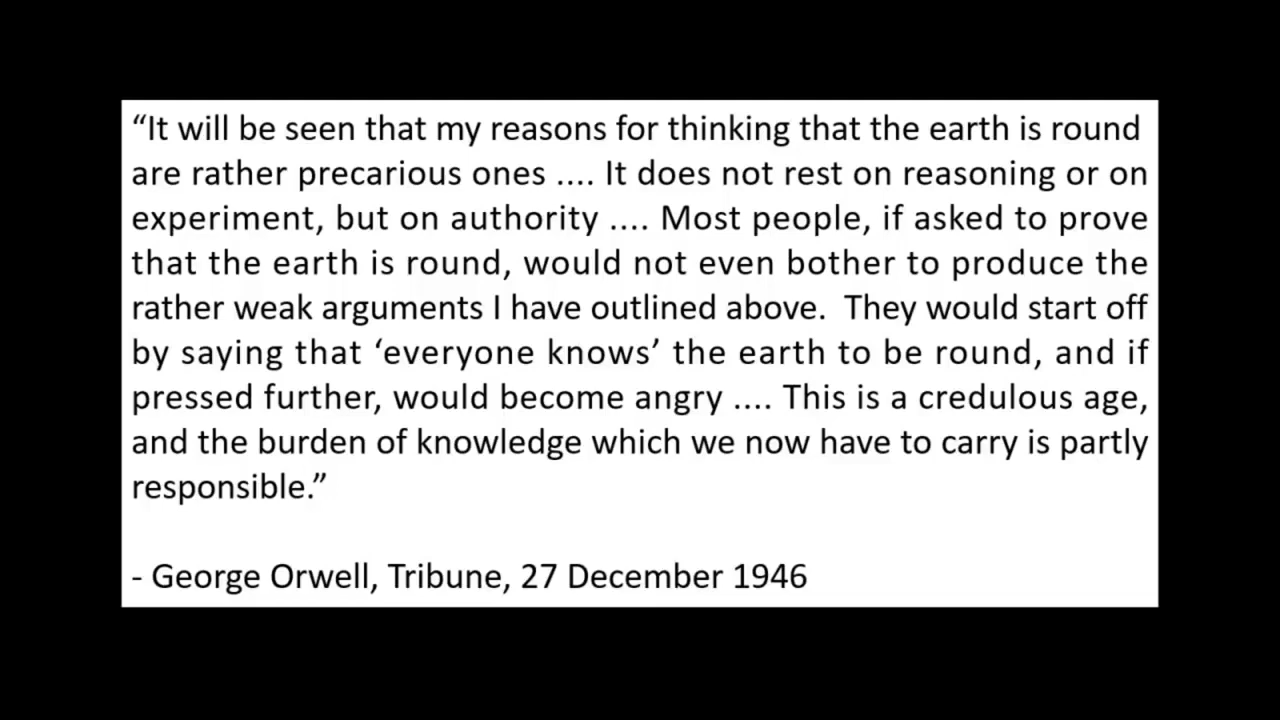 “It will be seen that my reasons for thinking that the earth is round
are rather precarious ones .... It does not rest on reasoning or on
experiment, but on authority .... Most people, if asked to prove
that the earth is round, would not even bother to produce the
rather weak arguments I have outlined above.  They would start off
by saying that ‘everyone knows’ the earth to be round, and if
pressed further, would become angry .... This is a credulous age,
and the burden of knowledge which we now have to carry is partly
responsible.”
- George Orwell, Tribune, 27 December 1946